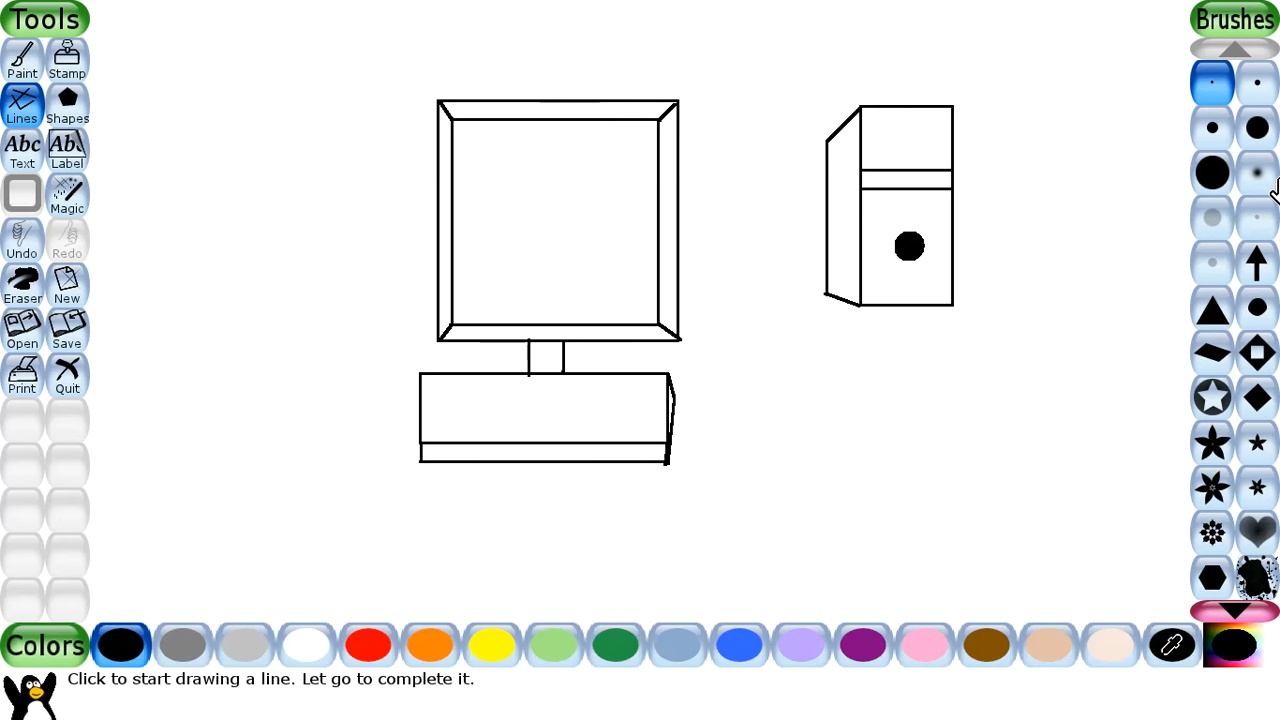 Tools
Brushes
Paint
Stamp
Lines
Shapes
Abc
Text
Abc
Label
Magic
Undo
Redo
Eraser
New
Open
Save
Print
Quit
Colors
Click to start drawing a line. Let go to complete it.